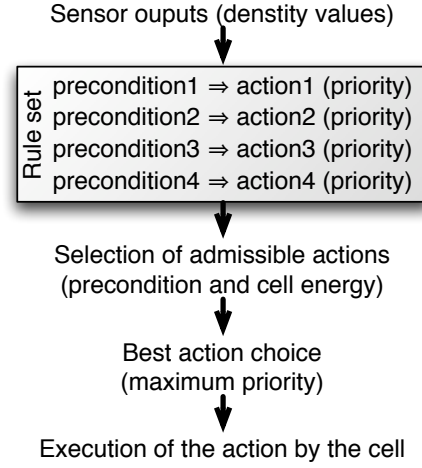 Sensor ouputs (denstity values)
Rule set
precondition1 ⇒ action1 (priority)
precondition2 ⇒ action2 (priority)
precondition3 ⇒ action3 (priority)
precondition4 ⇒ action4 (priority)
Selection of admissible actions
(precondition and cell energy)
Best action choice
(maximum priority)
Execution of the action by the cell